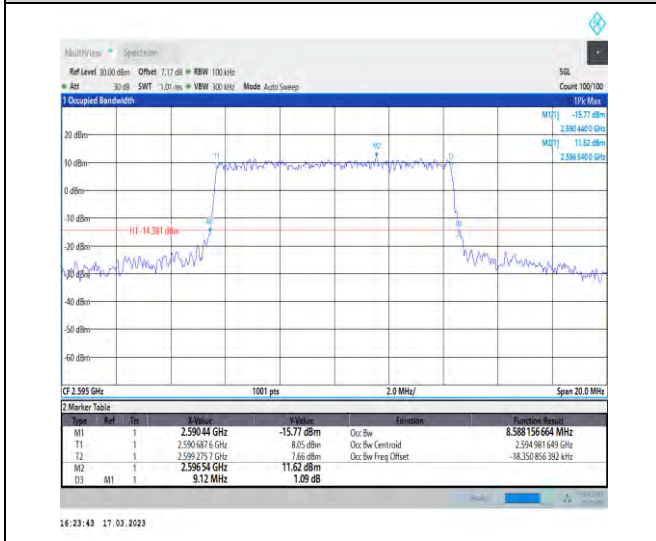 MultiView Spectrum
Ref Level 30.00 dBm Offset 7.17 dB RBW 100 kHz SGL
Att 30 dB SWT 1.01 ms VBW 300 kHz Mode Auto Sweep Count 100/100
1 Occupied Bandwidth 1Pk Max
M1[1] -15.77 dBm
2.590 440 0 GHz
M2[1] 11.62 dBm
2.596 540 0 GHz
20 dBm
M2
T1
10 dBm
0 dBm
-10 dBm
H1 -14.381 dBm
-20 dBm
-30 dBm
-40 dBm
-50 dBm
-60 dBm
CF 2.595 GHz 1001 pts 2.0 MHz/ Span 20.0 MHz
2 Marker Table
Type Ref Trc X-Value Y-Value Function Function Result
M1 1 2.59044 GHz -15.77 dBm Occ Bw 8.588 156 664 MHz
T1 1 2.590 687 6 GHz 8.05 dBm Occ Bw Centroid 2.594 981 649 GHz
T2 1 2.599 275 7 GHz 7.66 dBm Occ Bw Freq Offset -18.350 856 392 kHz
M2 1 2.59654 GHz 11.62 dBm
D3 M1 1 9.12 MHz 1.09 dB
16:23:43 17.03.2023